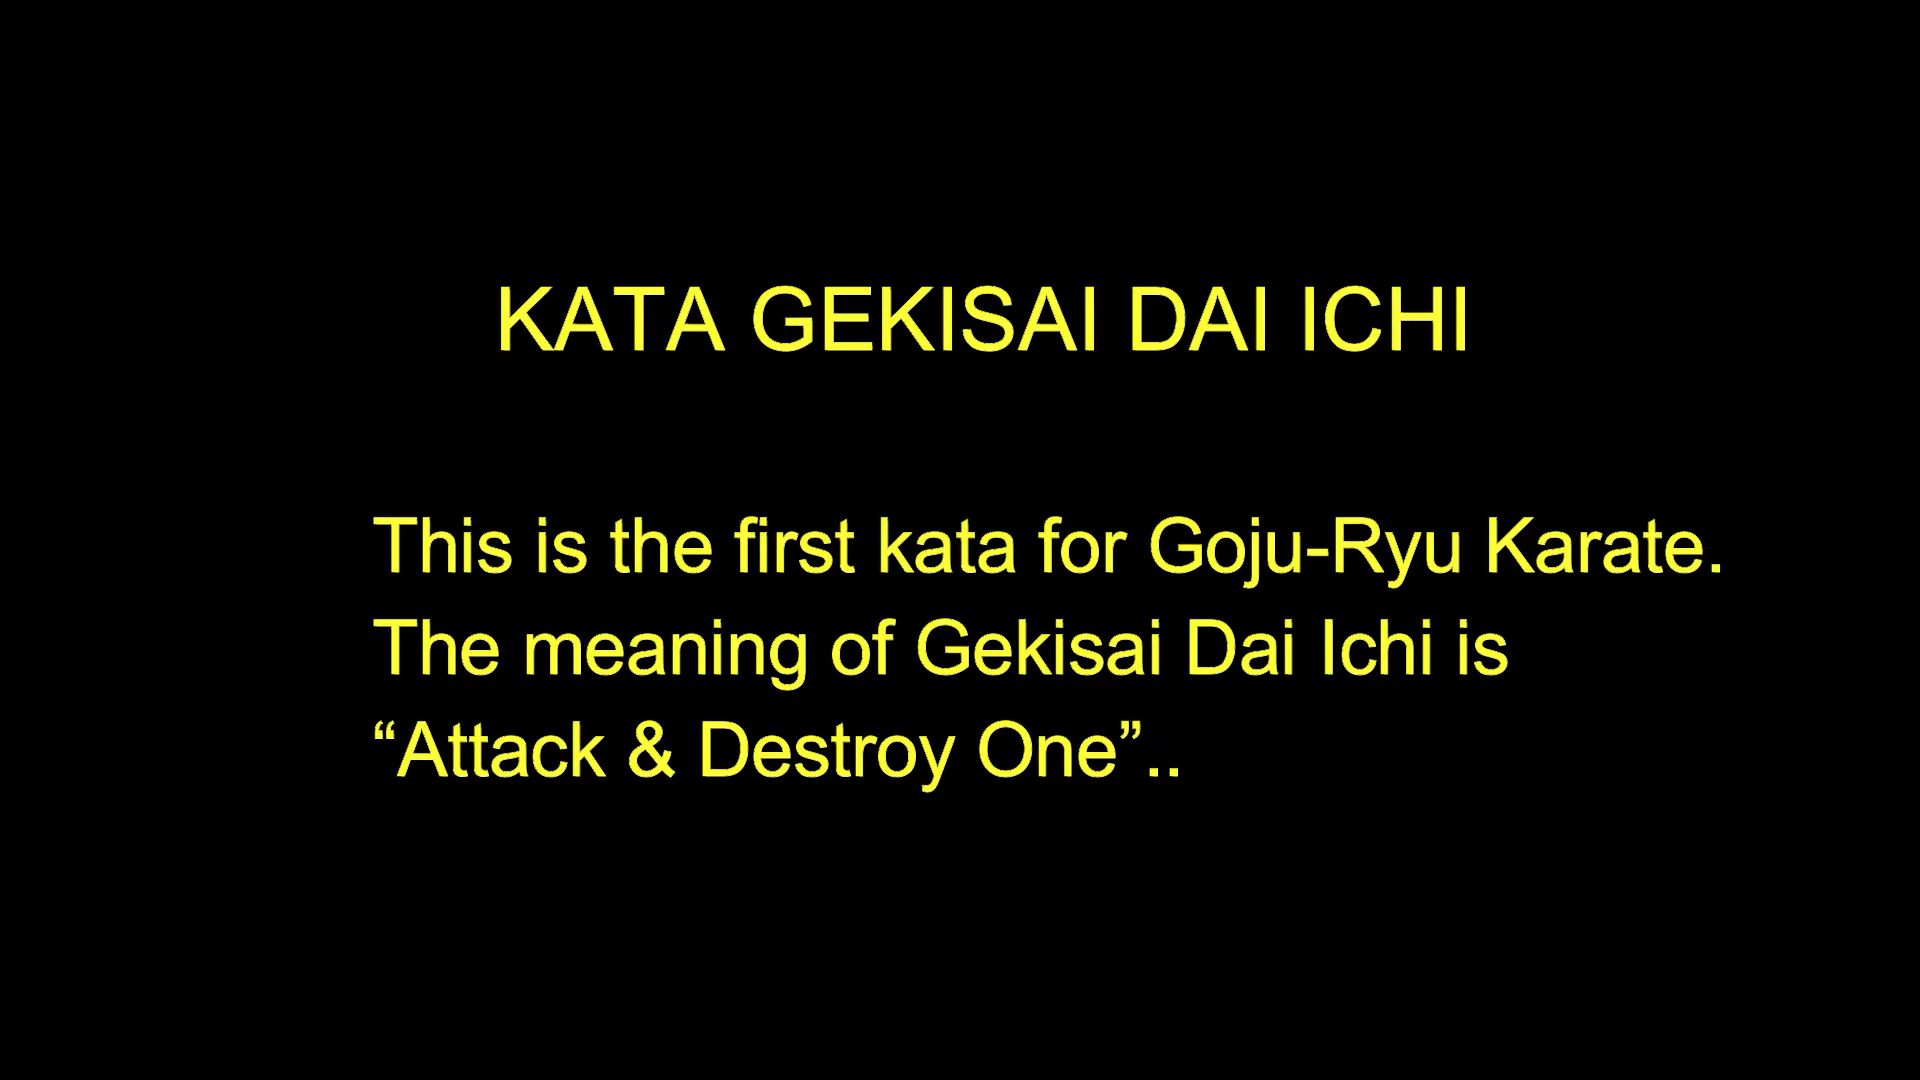 KATA GEKISAI DAI ICHI
This is the first kata for Goju-Ryu Karate.
The meaning of Gekisai Dai Ichi is
“Attack & Destroy One”..